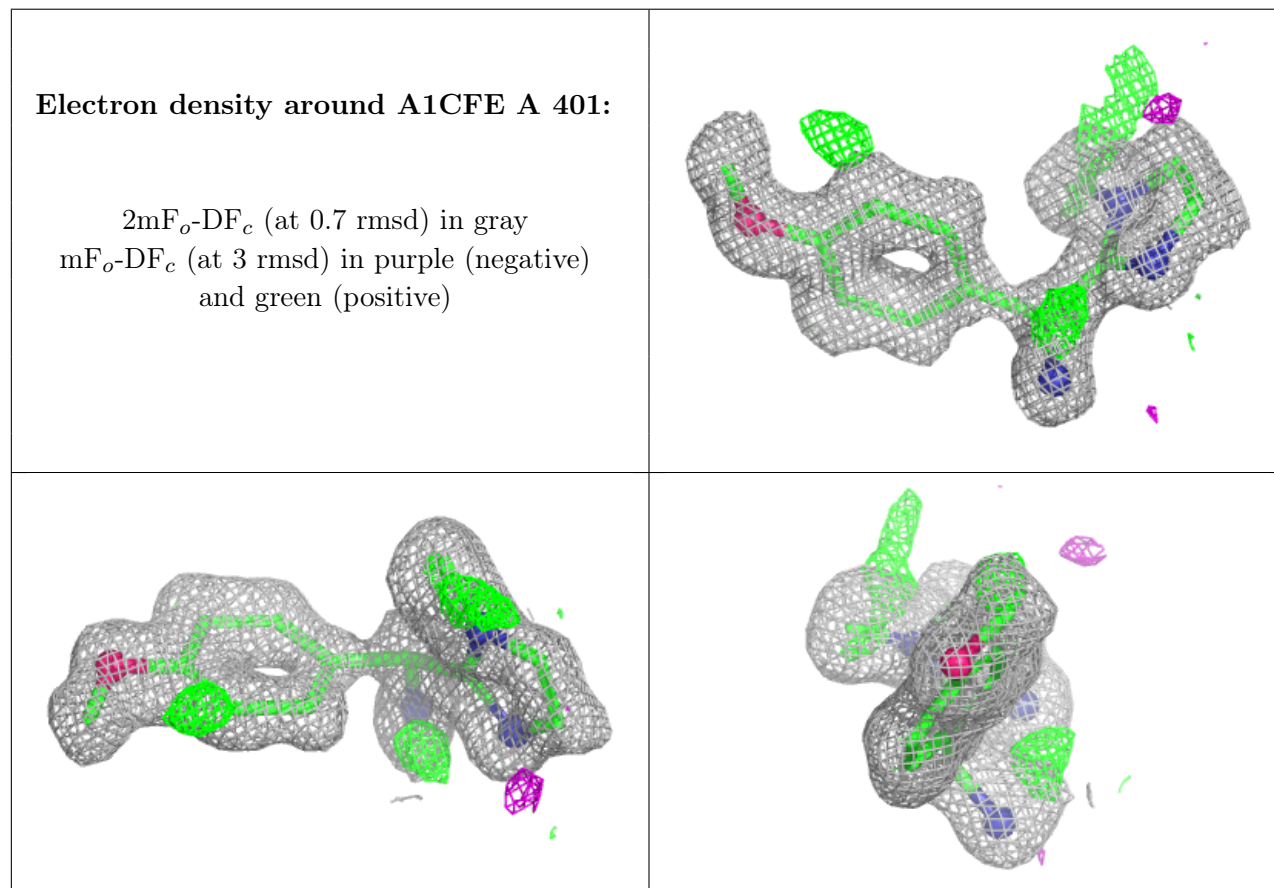 Electron density around A1CFE A 401:
2mFo-DFc (at 0.7 rmsd) in gray
mFo-DFc (at 3 rmsd) in purple (negative)
and green (positive)